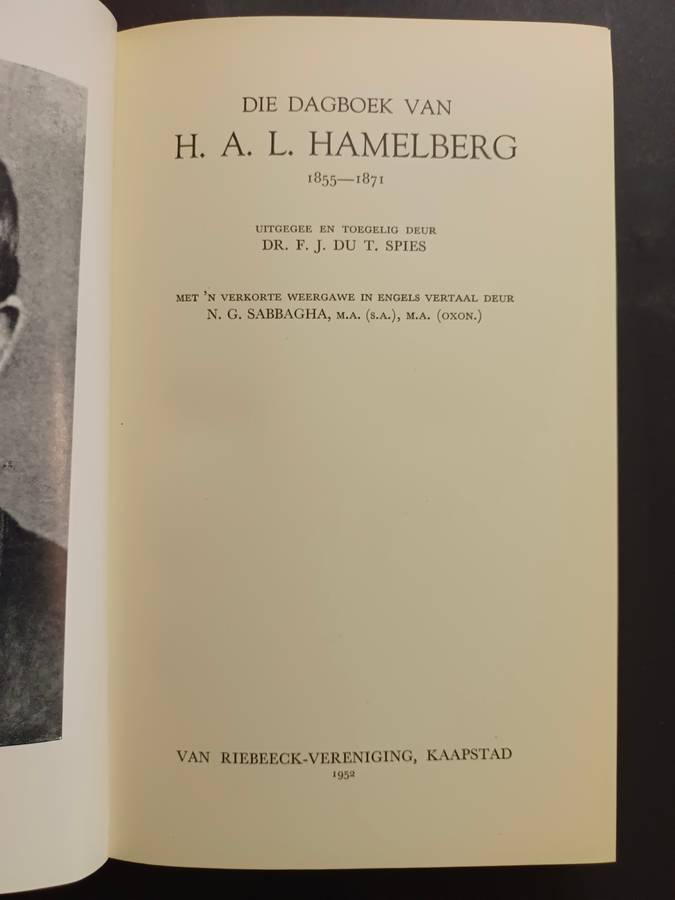 DIE DAGBOEK VAN
H. A. L. HAMELBERG
1855—1871
UITGEGEE EN TOEGELIG DEUR
DR. F. J. DU T. SPIES
MET 'N VERKORTE WEERGAWE IN ENGELS VERTAAL DEUR
N. G. SABBAGHA, M.A. (S.A.), M.A. (OXON.)
VAN RIEBEECK-VERENIGING, KAAPSTAD
1952